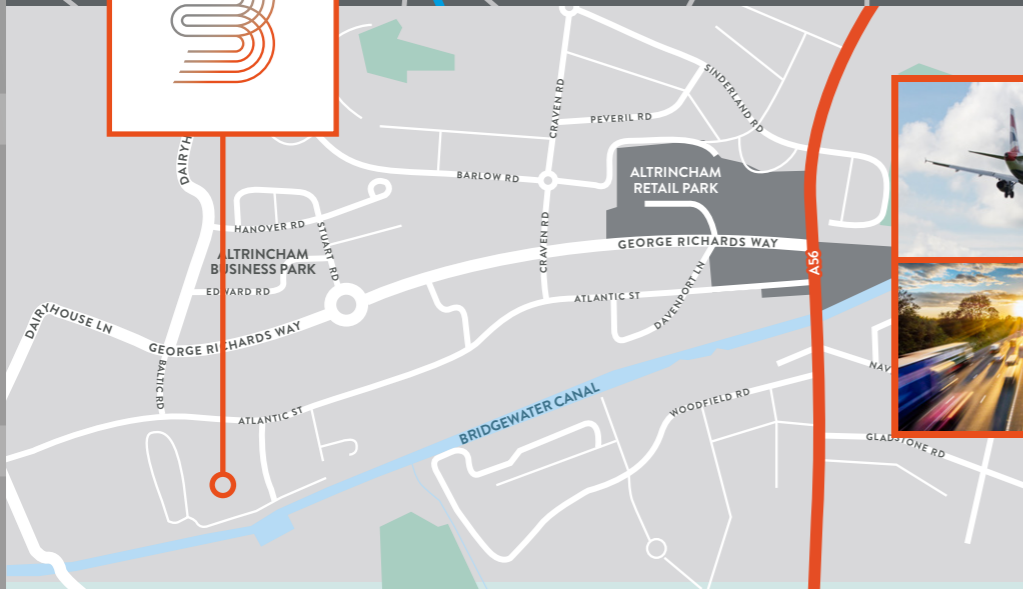 SINDERLAND RD
CRAVEN RD
PEVERIL RD
BARLOW RD
ALTRINCHAM
RETAIL PARK
HANOVER RD
STUART RD
ALTRINCHAM
BUSINESS PARK
EDWARD RD
CRAVEN RD
GEORGE RICHARDS WAY
A56
DAVENPORT LN
ATLANTIC ST
DAIRYHOUSE LN
GEORGE RICHARDS WAY
BALTIC RD
ATLANTIC ST
BRIDGEWATER CANAL
WOODFIELD RD
NAV
GLADSTONE RD
DAIRYH